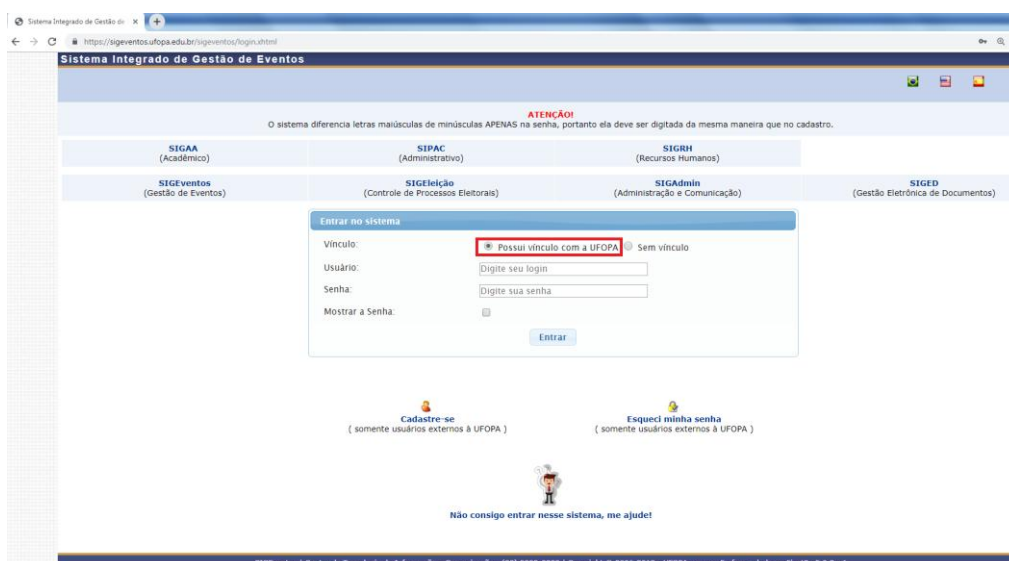 Sistema Integrado de Gestão de
https://sigeventos.ufopa.edu.br/sigeventos/login.xhtml
Sistema Integrado de Gestão de Eventos
ATENÇÃO!
O sistema diferencia letras maiúsculas de minúsculas APENAS na senha, portanto ela deve ser digitada da mesma maneira que no cadastro.
SIGAA SIPAC SIGRH
(Acadêmico) (Administrativo) (Recursos Humanos)
SIGEventos SIGEleição SIGAdmin SIGED
(Gestão de Eventos) (Controle de Processos Eleitorais) (Administração e Comunicação) (Gestão Eletrônica de Documentos)
Entrar no sistema
Vínculo: Possui vínculo com a UFOPA Sem vínculo
Usuário: Digite seu login
Senha: Digite sua senha
Mostrar a Senha:
Entrar
Cadastre-se Esqueci minha senha
( somente usuários externos à UFOPA ) ( somente usuários externos à UFOPA )
Não consigo entrar nesse sistema, me ajude!